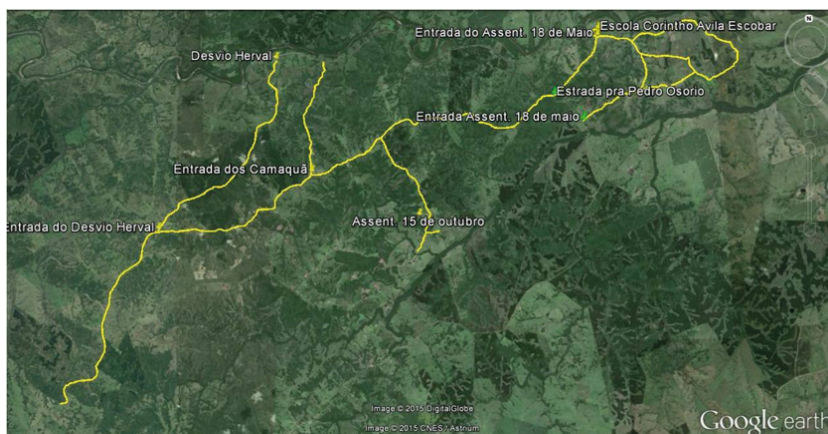 N
Escola Corintho Avila Escobar
Entrada do Assent. 18 de Maio
Desvio Herval
Estrada pra Pedro Osorio
Entrada Assent. 18 de maio
Entrada dos Camaquã
Assent. 15 de outubro
Entrada do Desvio Herval
Image © 2015 DigitalGlobe
Image © 2015 CNES / Astrium
Google earth